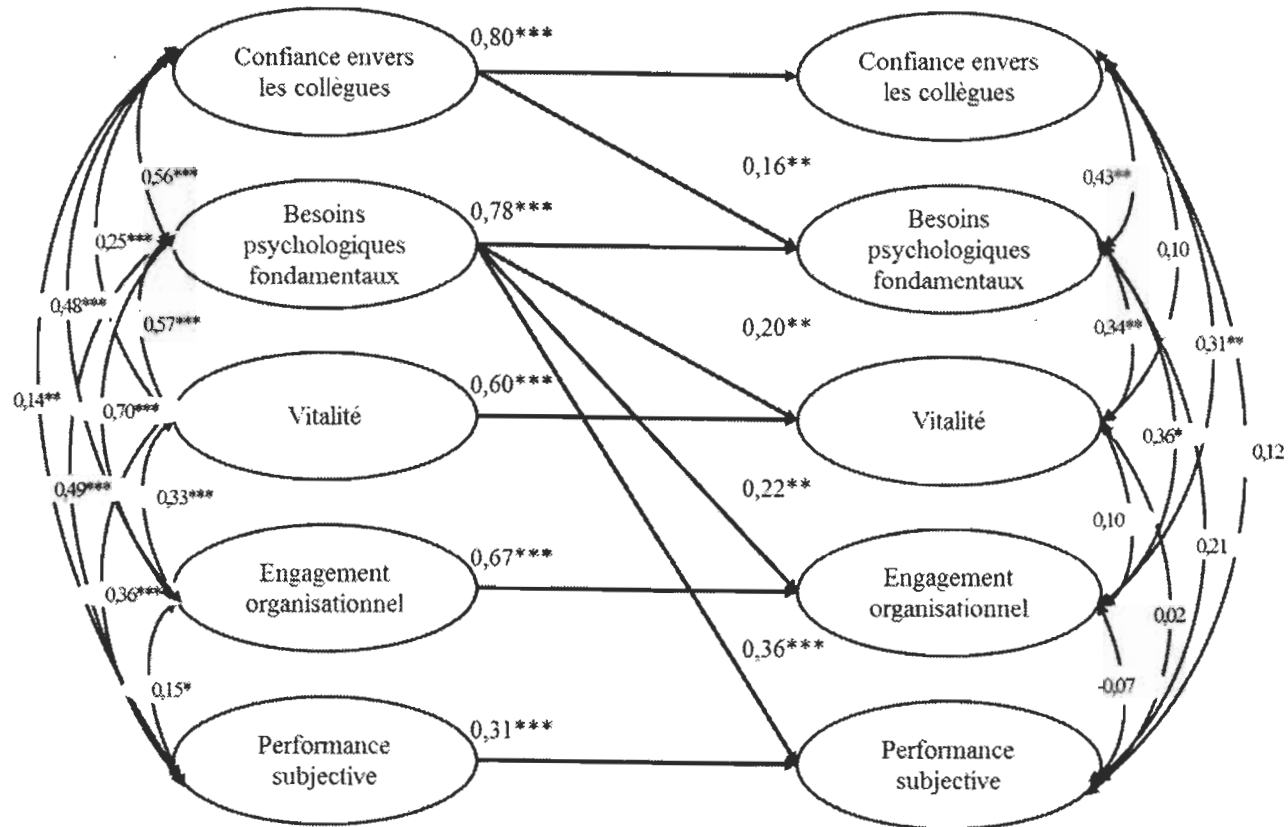 0,80***
Confiance envers
les collègues
Confiance envers
les collègues
0,56***
0,16**
0,43**
0,78***
Besoins
psychologiques
fondamentaux
Besoins
psychologiques
fondamentaux
0,25***
0,10
0,48***
0,57***
0,20**
0,34**
0,31**
0,60***
Vitalité
Vitalité
0,14**
0,70***
0,36*
0,12
0,49***
0,33***
0,22**
0,10
0,21
0,67***
Engagement
organisationnel
Engagement
organisationnel
0,36***
0,02
0,36***
0,15*
-0,07
0,31***
Performance
subjective
Performance
subjective